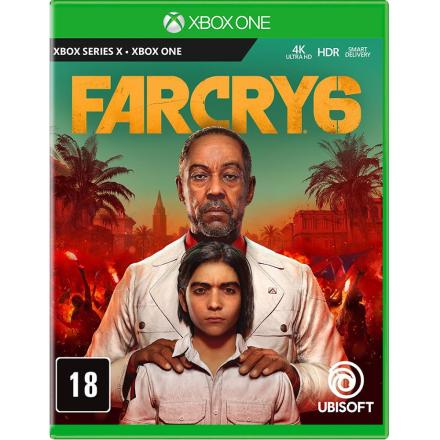 XBOX ONE
XBOX SERIES X • XBOX ONE
4K
ULTRA HD
HDR
SMART
DELIVERY
FARCRY6
18
UBISOFT